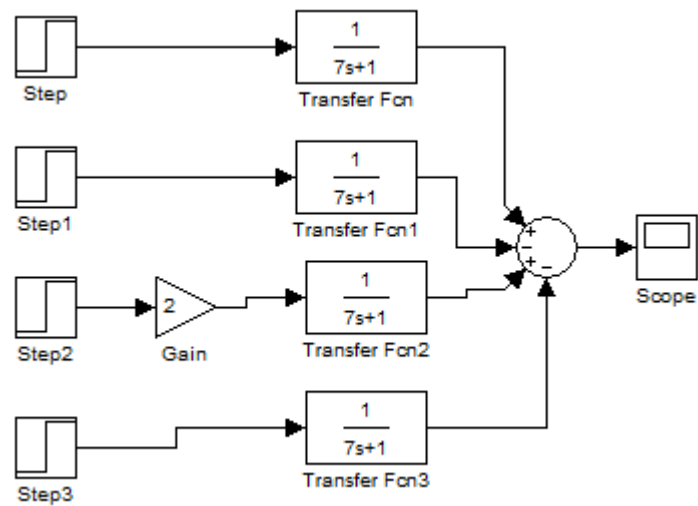 1
7s+1
Step
Transfer Fcn
1
7s+1
Step1
Transfer Fcn1
+
−
+
−
Scope
2
1
7s+1
Step2
Gain
Transfer Fcn2
1
7s+1
Step3
Transfer Fcn3